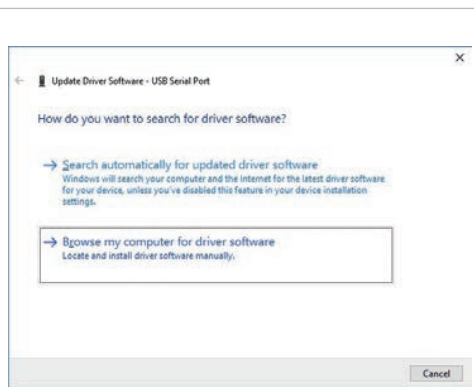 Update Driver Software - USB Serial Port
How do you want to search for driver software?
Search automatically for updated driver software
Windows will search your computer and the Internet for the latest driver software
for your device, unless you've disabled this feature in your device installation
settings.
Browse my computer for driver software
Locate and install driver software manually.
Cancel